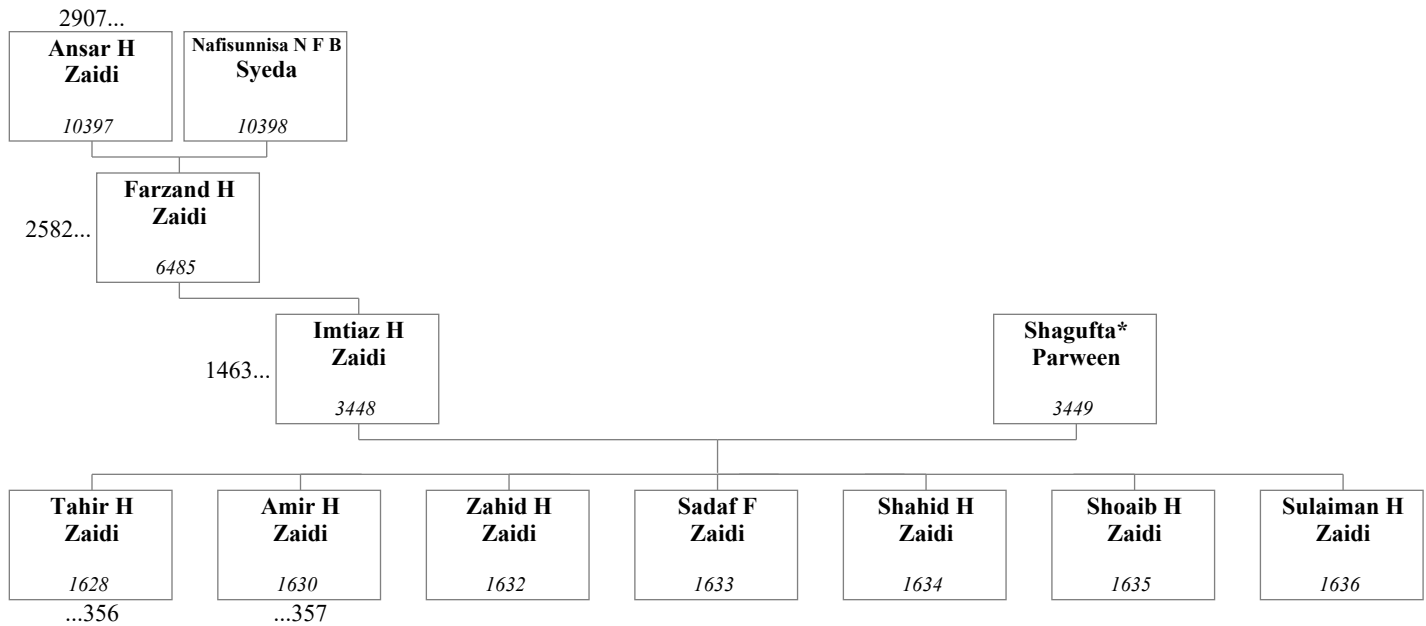 2907...
Ansar H
Zaidi
10397
Nafisunnisa N F B
Syeda
10398
2582...
Farzand H
Zaidi
6485
1463...
Imtiaz H
Zaidi
3448
Shagufta*
Parween
3449
Tahir H
Zaidi
1628
...356
Amir H
Zaidi
1630
...357
Zahid H
Zaidi
1632
Sadaf F
Zaidi
1633
Shahid H
Zaidi
1634
Shoaib H
Zaidi
1635
Sulaiman H
Zaidi
1636